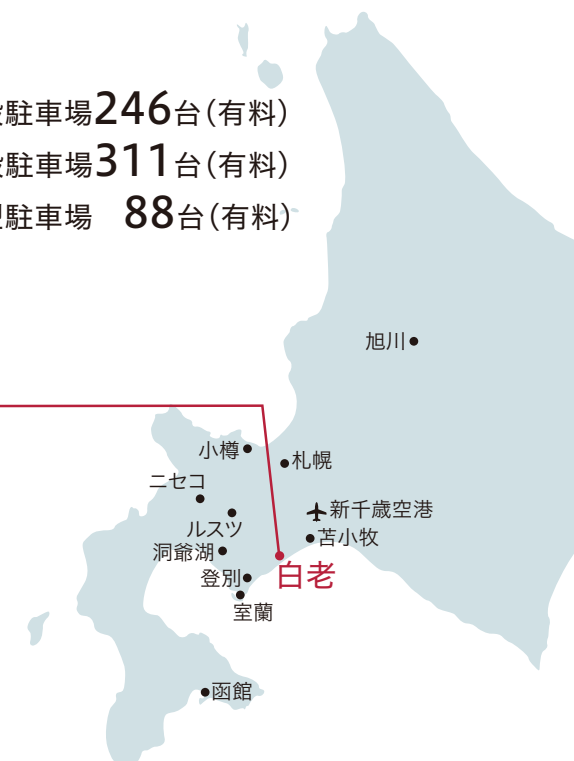 駐車場246台(有料)
駐車場311台(有料)
駐車場 88台(有料)
旭川
小樽
札幌
ニセコ
新千歳空港
ルスツ
苫小牧
洞爺湖
登別
白老
室蘭
函館